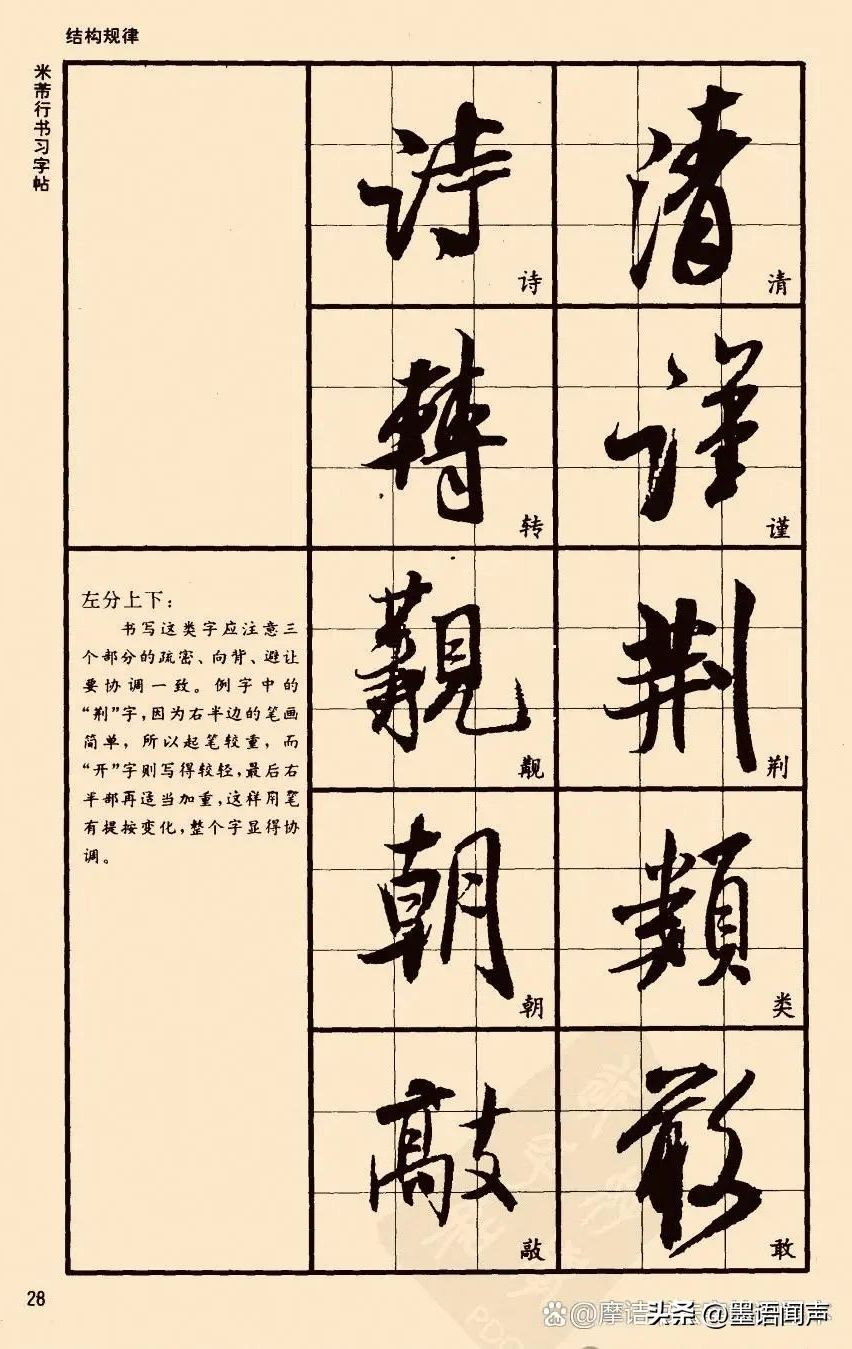 结构规律
米芾行书习字帖
清
诗
谨
转
左分上下：
书写这类字应注意三
个部分的疏密、向背、避让
要协调一致。例字中的
“荆”字，因为右半边的笔画
简单，所以起笔较重，而
“开”字则写得较轻，最后右
半部再适当加重，这样用笔
有提按变化，整个字显得协
调。
荆
觏
类
朝
敢
敲
清
詩
謹
轉
荆
覯
類
朝
敢
敲
28
头条 @墨语闻声